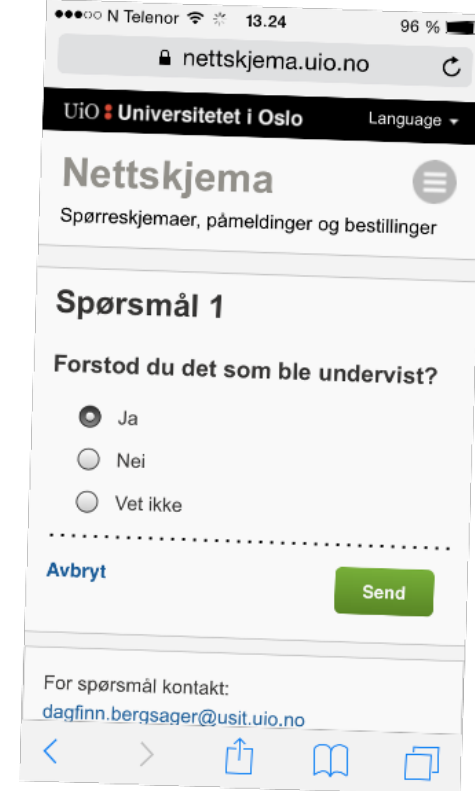 N Telenor 13.24 96 %
nettskjema.uio.no
UiO : Universitetet i Oslo Language
Nettskjema
Spørreskjemaer, påmeldinger og bestillinger
Spørsmål 1
Forstod du det som ble undervist?
Ja
Nei
Vet ikke
Avbryt Send
For spørsmål kontakt:
dagfinn.bergsager@usit.uio.no